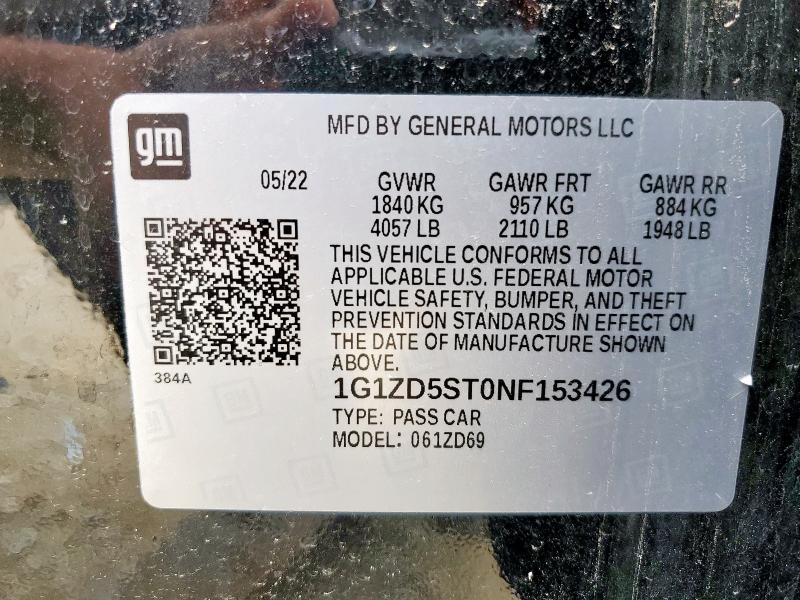 gm
MFD BY GENERAL MOTORS LLC
05/22 GVWR GAWR FRT GAWR RR
1840 KG 957 KG 884 KG
4057 LB 2110 LB 1948 LB
THIS VEHICLE CONFORMS TO ALL
APPLICABLE U.S. FEDERAL MOTOR
VEHICLE SAFETY, BUMPER, AND THEFT
PREVENTION STANDARDS IN EFFECT ON
THE DATE OF MANUFACTURE SHOWN
ABOVE.
384A
1G1ZD5ST0NF153426
TYPE: PASS CAR
MODEL: 061ZD69